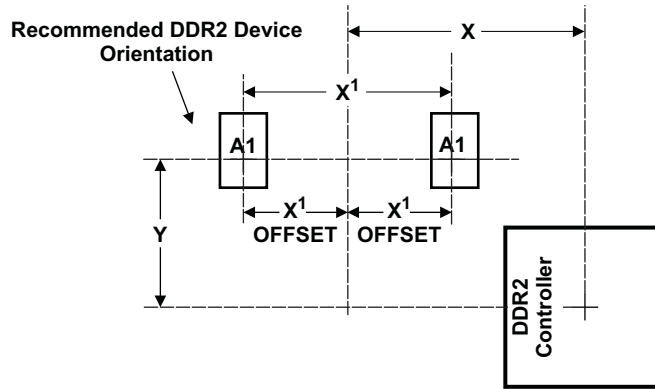 Recommended DDR2 Device
Orientation
X
X¹
A1
A1
X¹
X¹
OFFSET
OFFSET
Y
DDR2
Controller